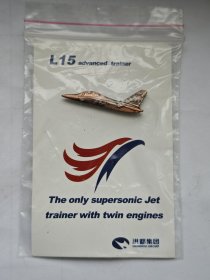 L15 advanced trainer
The only supersonic Jet
trainer with twin engines
洪都集团